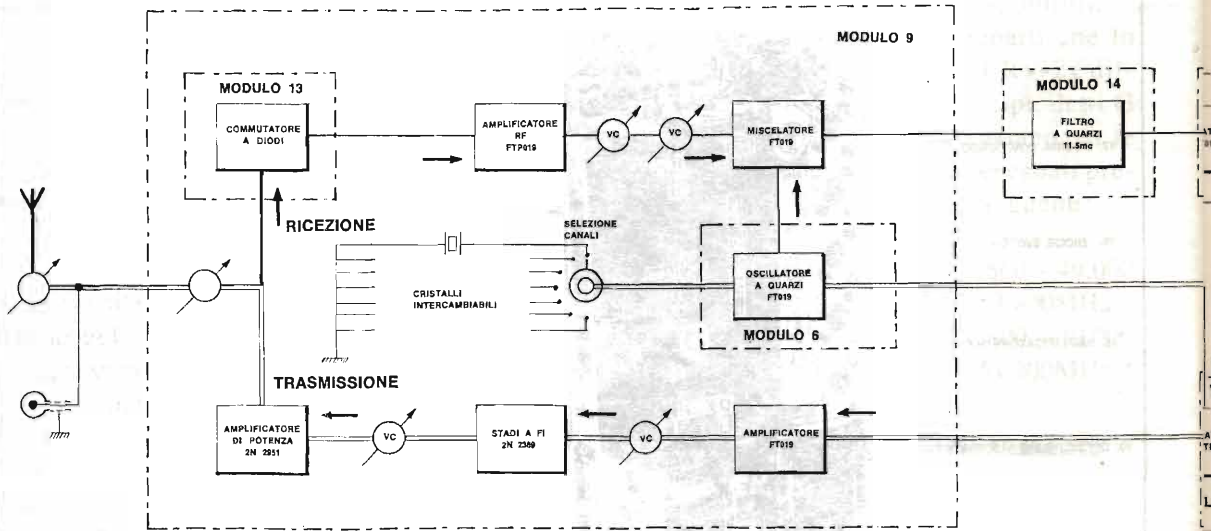 MODULO 9
MODULO 13
COMMUTATORE
A DIODI
AMPLIFICATORE
RF
FTP019
VC
VC
MISCELATORE
FT019
MODULO 14
FILTRO
A QUARZI
11.5mc
RICEZIONE
SELEZIONE
CANALI
CRISTALLI
INTERCAMBIABILI
OSCILLATORE
A QUARZI
FT019
MODULO 6
TRASMISSIONE
AMPLIFICATORE
DI POTENZA
2N 2951
VC
STADI A FI
2N 2369
VC
AMPLIFICATORE
FT019